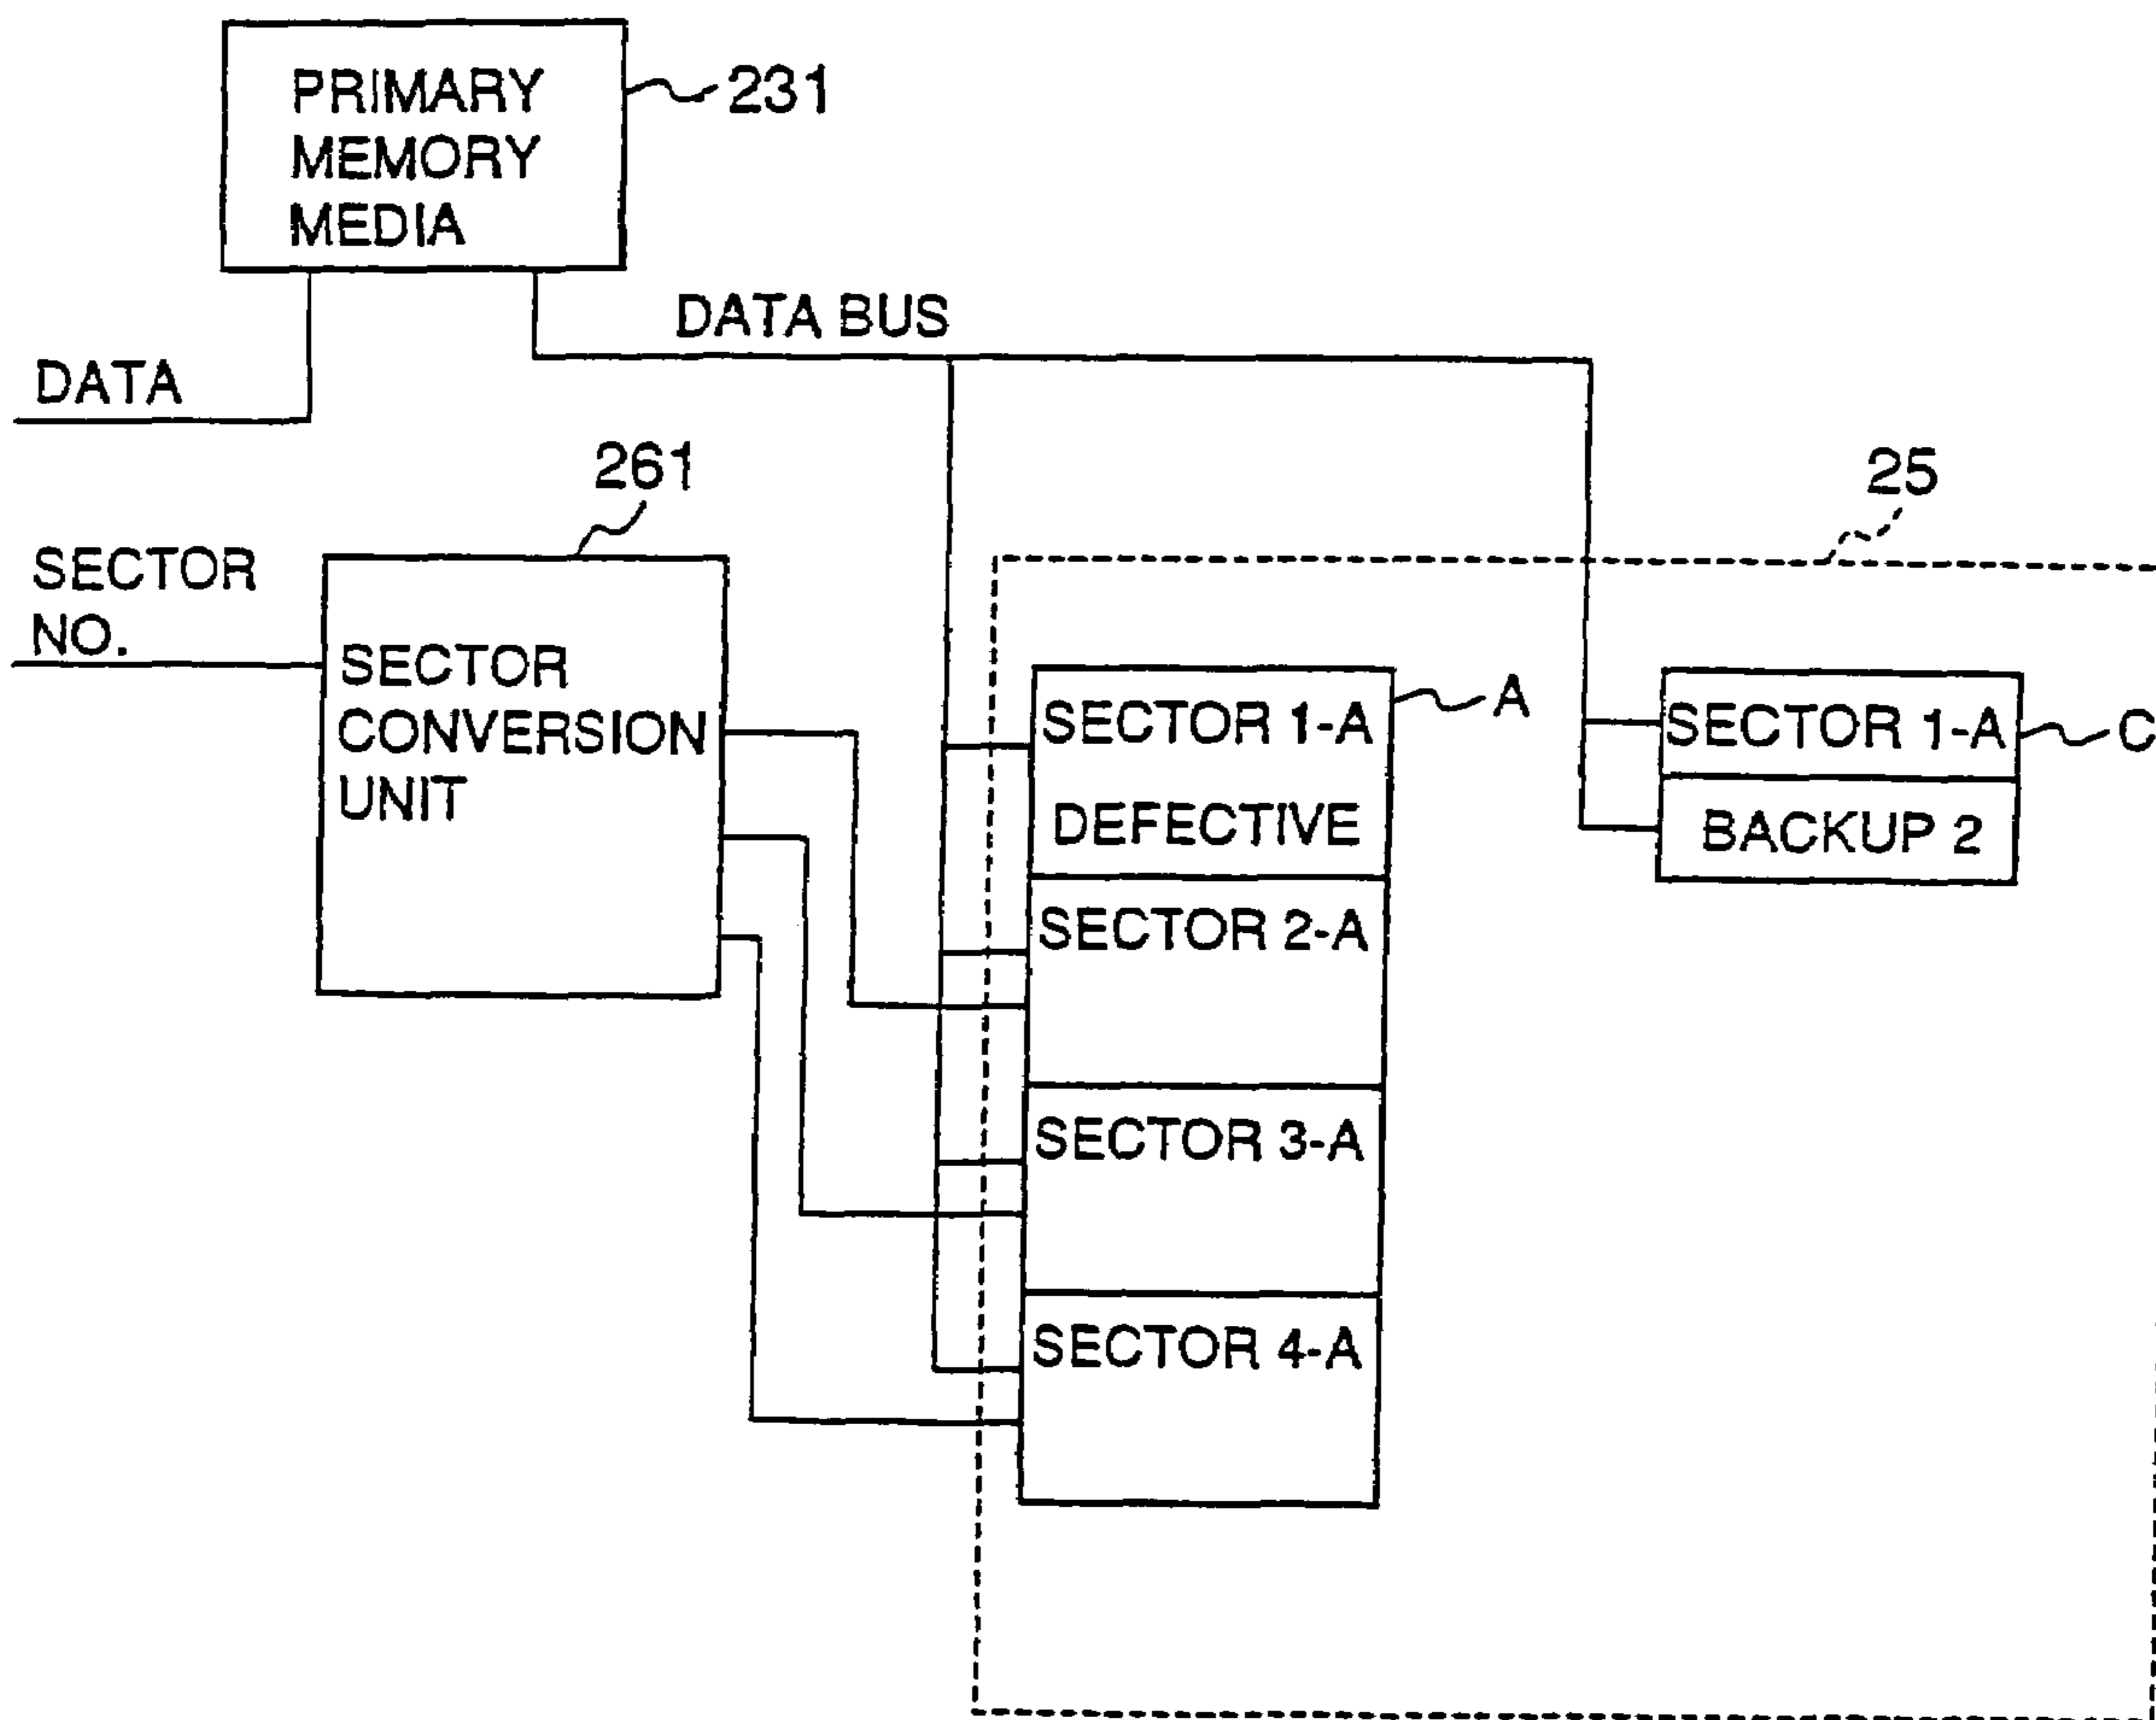 PRIMARY
MEMORY
MEDIA
231
DATA BUS
DATA
261
25
SECTOR
NO.
SECTOR
CONVERSION
UNIT
SECTOR 1-A
DEFECTIVE
A
SECTOR 1-A
C
BACKUP 2
SECTOR 2-A
SECTOR 3-A
SECTOR 4-A